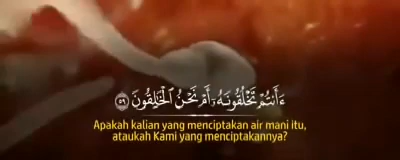 ءَأَنتُمْ تَخْلُقُونَهُۥٓ أَمْ نَحْنُ ٱلْخَٰلِقُونَ ﴿٥٩﴾
Apakah kalian yang menciptakan air mani itu,
ataukah Kami yang menciptakannya?